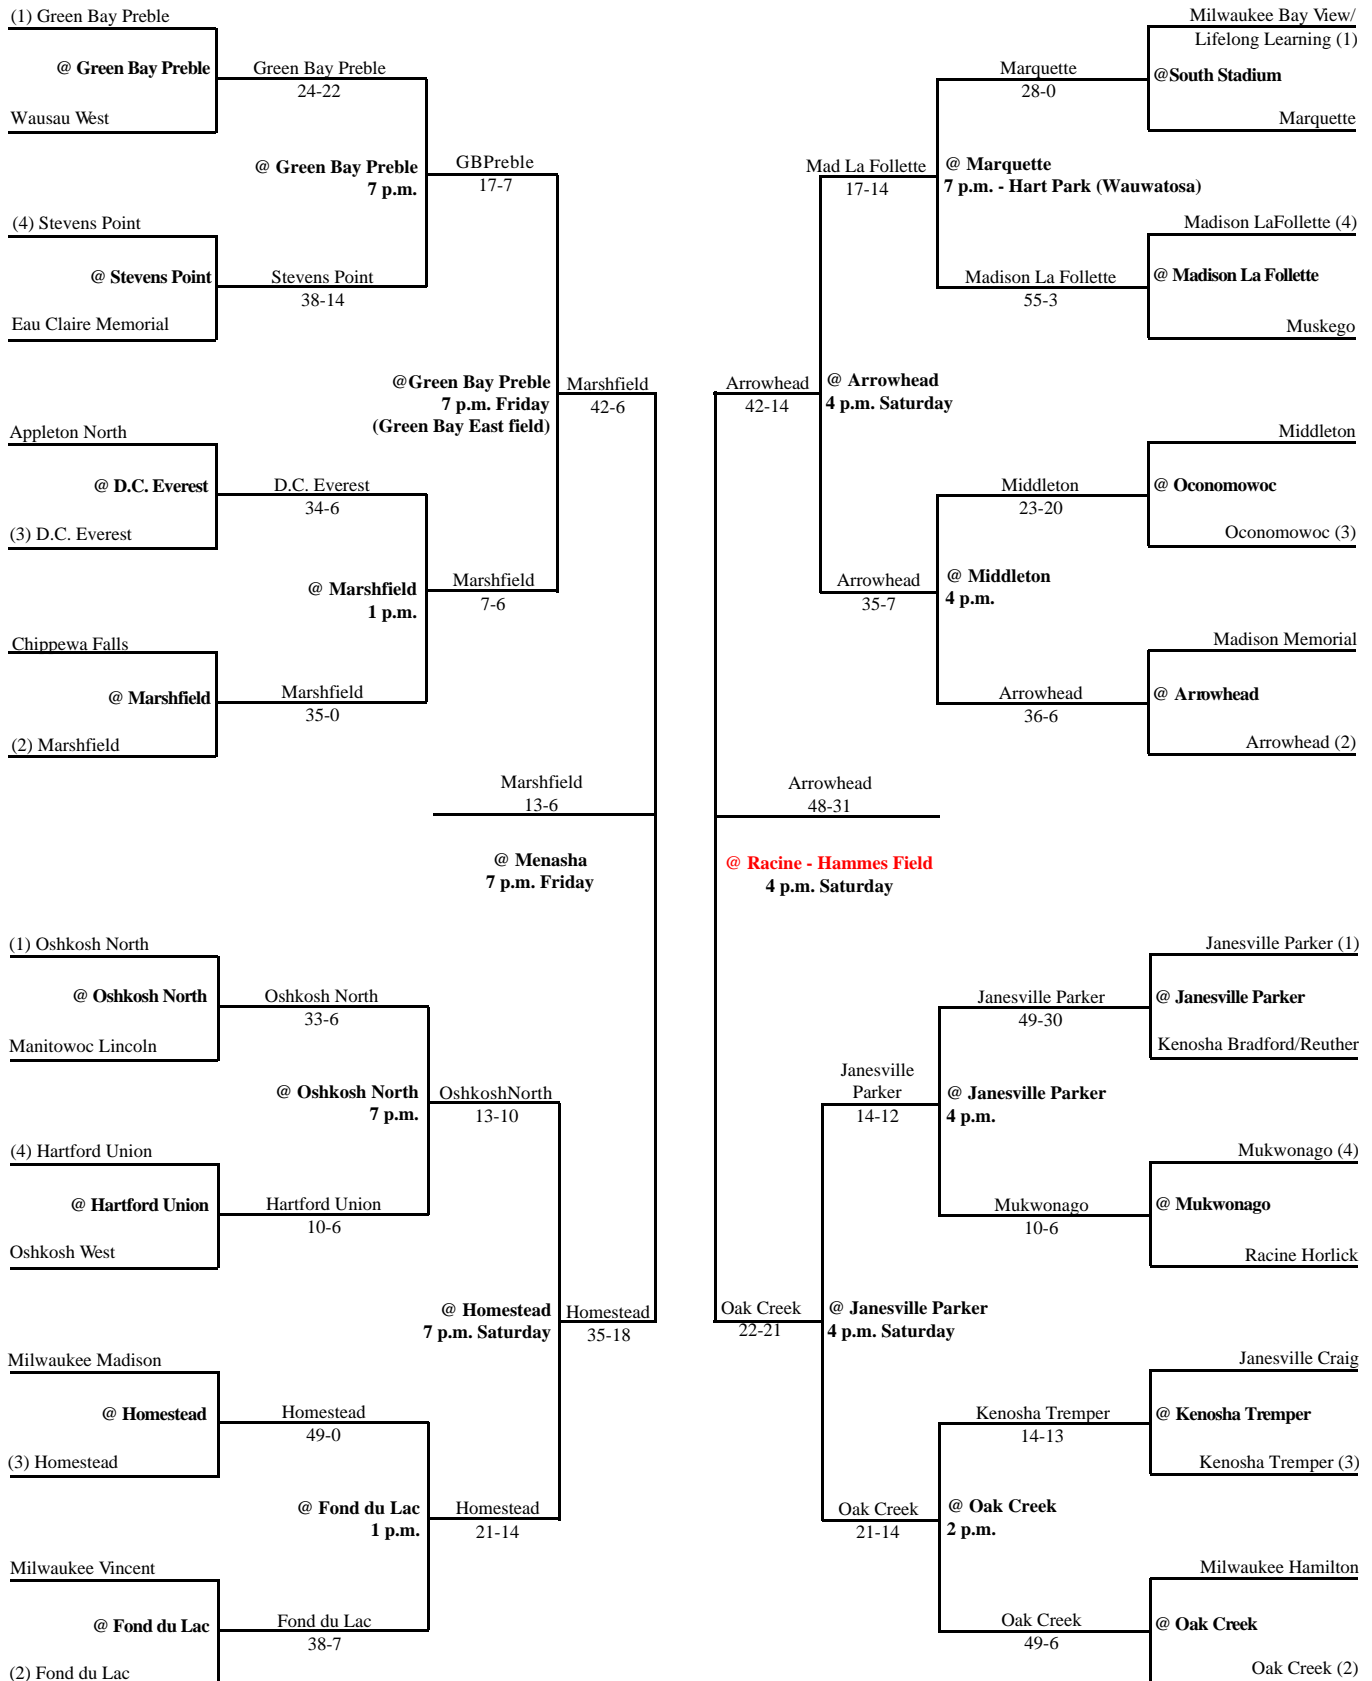 (1) Green Bay Preble
@ Green Bay Preble
Wausau West
Green Bay Preble
24-22
@ Green Bay Preble
7 p.m.
GBPreble
17-7
(4) Stevens Point
@ Stevens Point
Eau Claire Memorial
Stevens Point
38-14
@Green Bay Preble
7 p.m. Friday
(Green Bay East field)
Marshfield
42-6
Appleton North
@ D.C. Everest
(3) D.C. Everest
D.C. Everest
34-6
@ Marshfield
1 p.m.
Marshfield
7-6
Chippewa Falls
@ Marshfield
(2) Marshfield
Marshfield
35-0
Marshfield
13-6
@ Menasha
7 p.m. Friday
(1) Oshkosh North
@ Oshkosh North
Manitowoc Lincoln
Oshkosh North
33-6
@ Oshkosh North
7 p.m.
OshkoshNorth
13-10
(4) Hartford Union
@ Hartford Union
Oshkosh West
Hartford Union
10-6
@ Homestead
7 p.m. Saturday
Homestead
35-18
Milwaukee Madison
@ Homestead
(3) Homestead
Homestead
49-0
@ Fond du Lac
1 p.m.
Homestead
21-14
Milwaukee Vincent
@ Fond du Lac
(2) Fond du Lac
Fond du Lac
38-7
Milwaukee Bay View/
Lifelong Learning (1)
@South Stadium
Marquette
Marquette
28-0
@ Marquette
7 p.m. - Hart Park (Wauwatosa)
Mad La Follette
17-14
Madison LaFollette (4)
@ Madison La Follette
Muskego
Madison La Follette
55-3
@ Arrowhead
4 p.m. Saturday
Arrowhead
42-14
Middleton
@ Oconomowoc
Oconomowoc (3)
Middleton
23-20
@ Middleton
4 p.m.
Arrowhead
35-7
Madison Memorial
@ Arrowhead
Arrowhead (2)
Arrowhead
36-6
Arrowhead
48-31
@ Racine - Hammes Field
4 p.m. Saturday
Janesville Parker (1)
@ Janesville Parker
Kenosha Bradford/Reuther
Janesville Parker
49-30
@ Janesville Parker
4 p.m.
Janesville
Parker
14-12
Mukwonago (4)
@ Mukwonago
Racine Horlick
Mukwonago
10-6
@ Janesville Parker
4 p.m. Saturday
Oak Creek
22-21
Janesville Craig
@ Kenosha Tremper
Kenosha Tremper (3)
Kenosha Tremper
14-13
@ Oak Creek
2 p.m.
Oak Creek
21-14
Milwaukee Hamilton
@ Oak Creek
Oak Creek (2)
Oak Creek
49-6